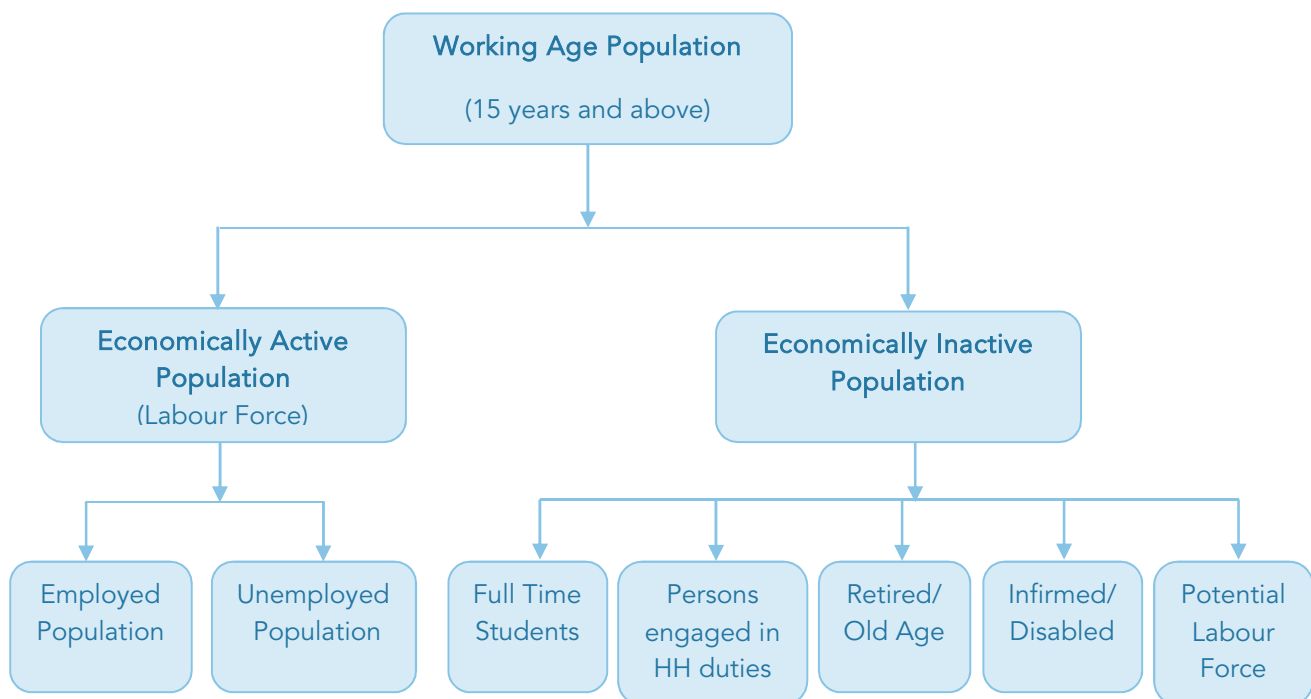 Working Age Population
(15 years and above)
Economically Active
Population
(Labour Force)
Economically Inactive
Population
Employed
Population
Unemployed
Population
Full Time
Students
Persons
engaged in
HH duties
Retired/
Old Age
Infirmed/
Disabled
Potential
Labour
Force